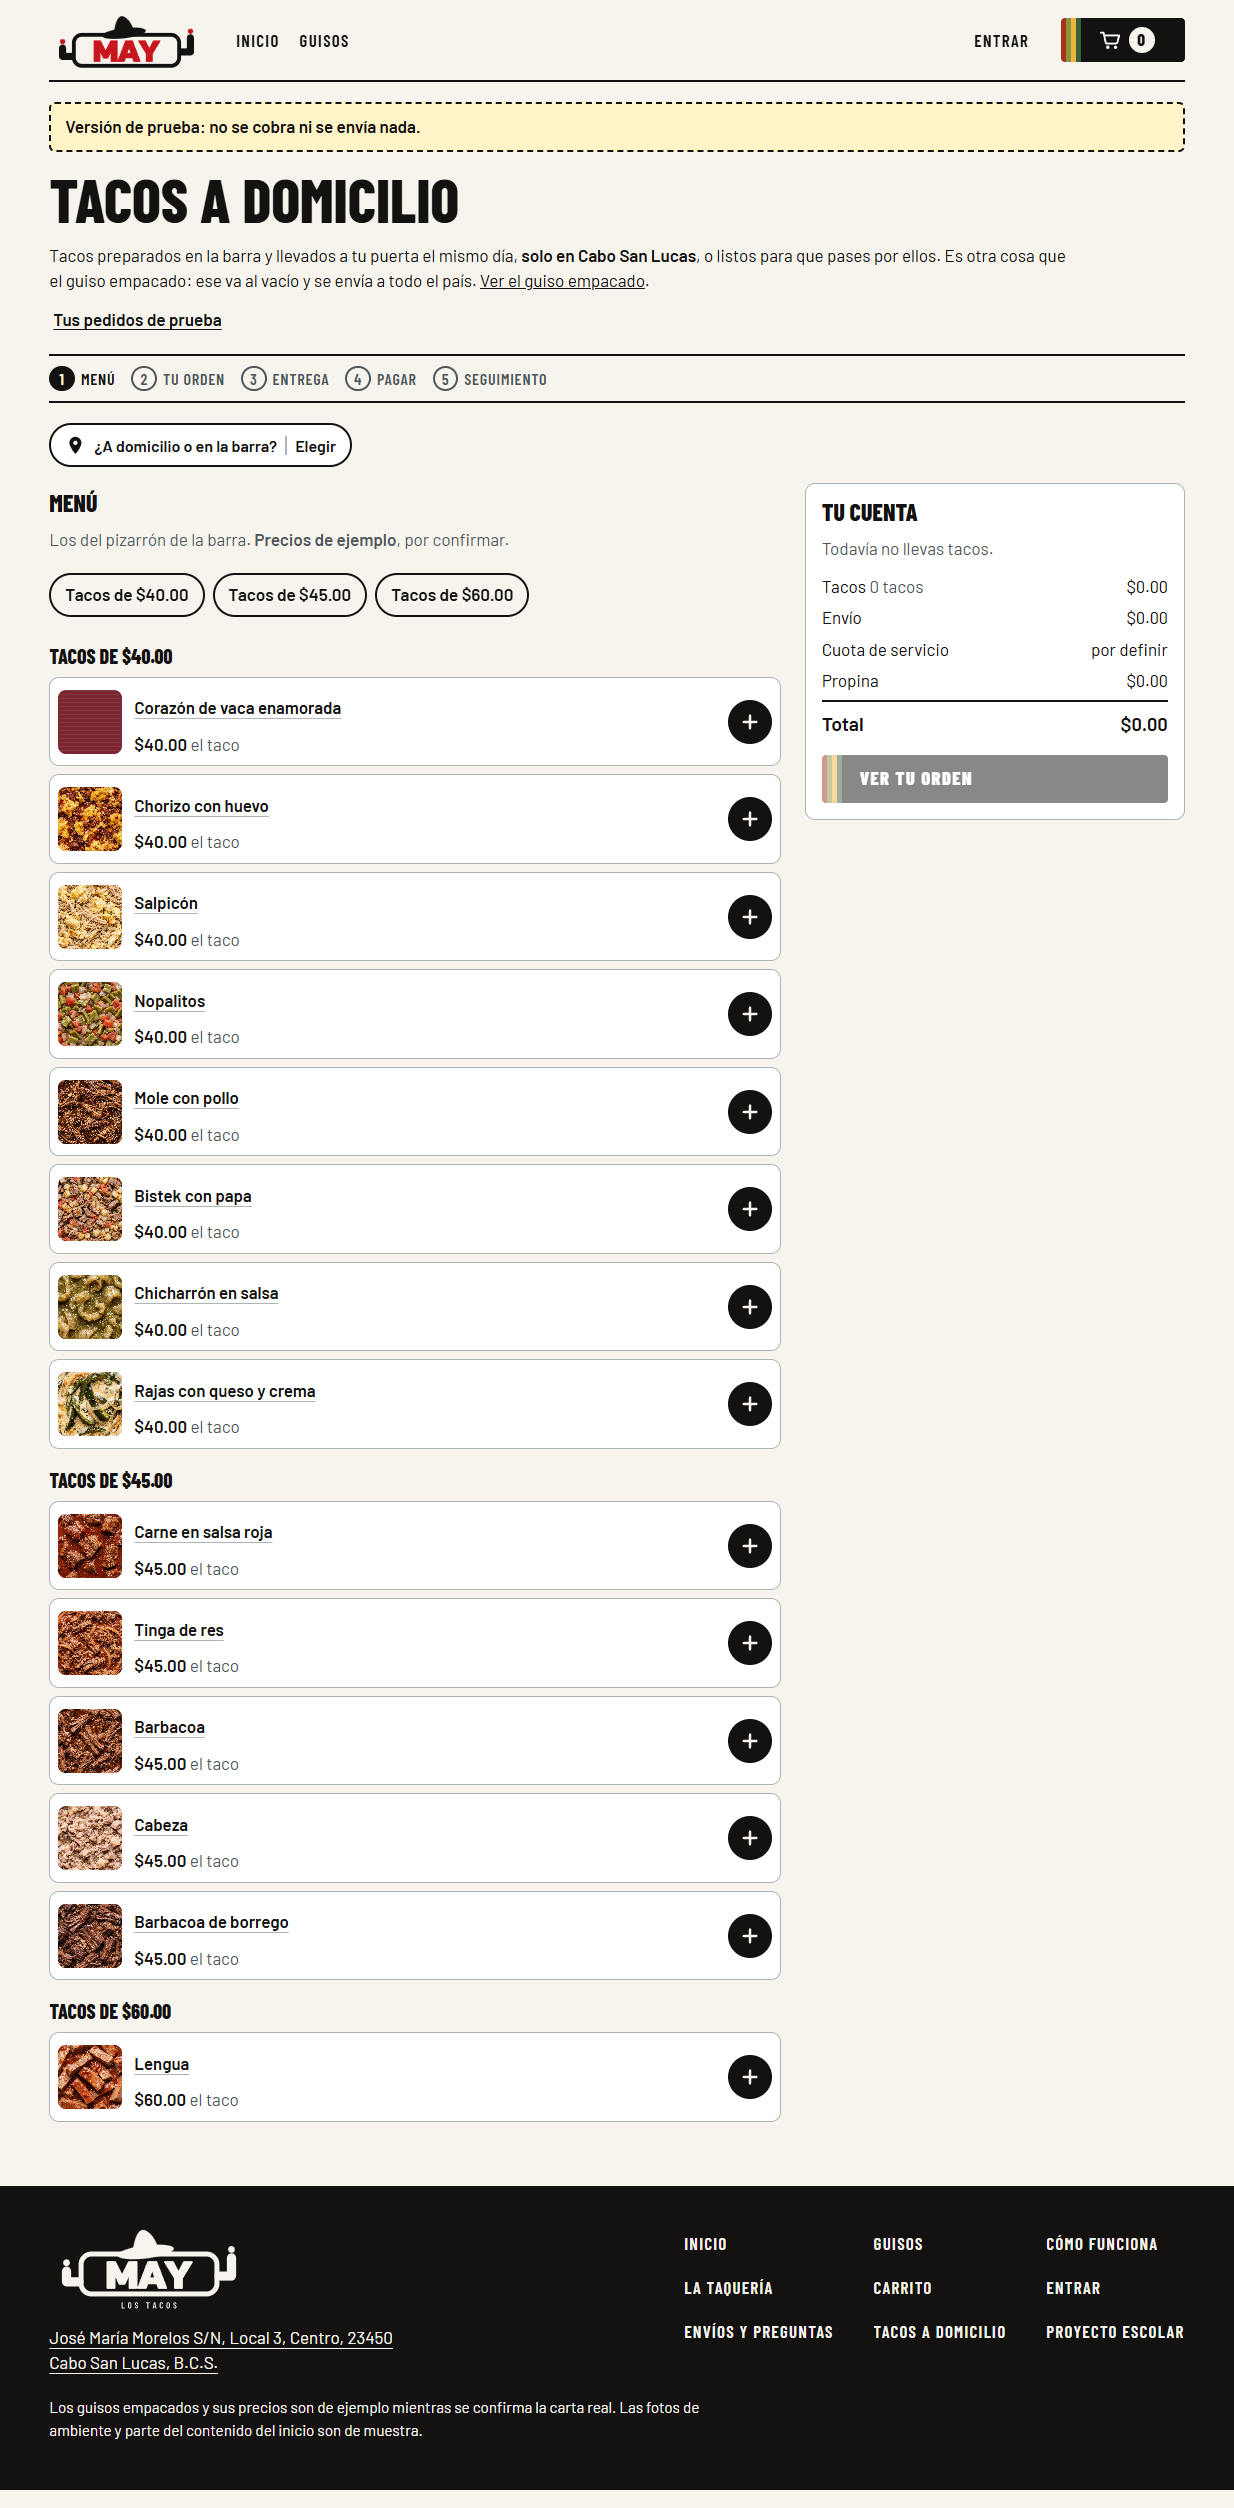 MAY
INICIO
GUISOS
ENTRAR
0
Versión de prueba: no se cobra ni se envía nada.
TACOS A DOMICILIO
Tacos preparados en la barra y llevados a tu puerta el mismo día, solo en Cabo San Lucas, o listos para que pases por ellos. Es otra cosa que
el guiso empacado: ese va al vacío y se envía a todo el país. Ver el guiso empacado.
Tus pedidos de prueba
1 MENÚ 2 TU ORDEN 3 ENTREGA 4 PAGAR 5 SEGUIMIENTO
¿A domicilio o en la barra? Elegir
MENÚ
Los del pizarrón de la barra. Precios de ejemplo, por confirmar.
Tacos de $40.00 Tacos de $45.00 Tacos de $60.00
TACOS DE $40.00
Corazón de vaca enamorada
$40.00 el taco
Chorizo con huevo
$40.00 el taco
Salpicón
$40.00 el taco
Nopalitos
$40.00 el taco
Mole con pollo
$40.00 el taco
Bistek con papa
$40.00 el taco
Chicharrón en salsa
$40.00 el taco
Rajas con queso y crema
$40.00 el taco
TACOS DE $45.00
Carne en salsa roja
$45.00 el taco
Tinga de res
$45.00 el taco
Barbacoa
$45.00 el taco
Cabeza
$45.00 el taco
Barbacoa de borrego
$45.00 el taco
TACOS DE $60.00
Lengua
$60.00 el taco
TU CUENTA
Todavía no llevas tacos.
Tacos 0 tacos $0.00
Envío $0.00
Cuota de servicio por definir
Propina $0.00
Total $0.00
VER TU ORDEN
MAY
LOS TACOS
José María Morelos S/N, Local 3, Centro, 23450
Cabo San Lucas, B.C.S.
INICIO GUISOS CÓMO FUNCIONA
LA TAQUERÍA CARRITO ENTRAR
ENVÍOS Y PREGUNTAS TACOS A DOMICILIO PROYECTO ESCOLAR
Los guisos empacados y sus precios son de ejemplo mientras se confirma la carta real. Las fotos de
ambiente y parte del contenido del inicio son de muestra.